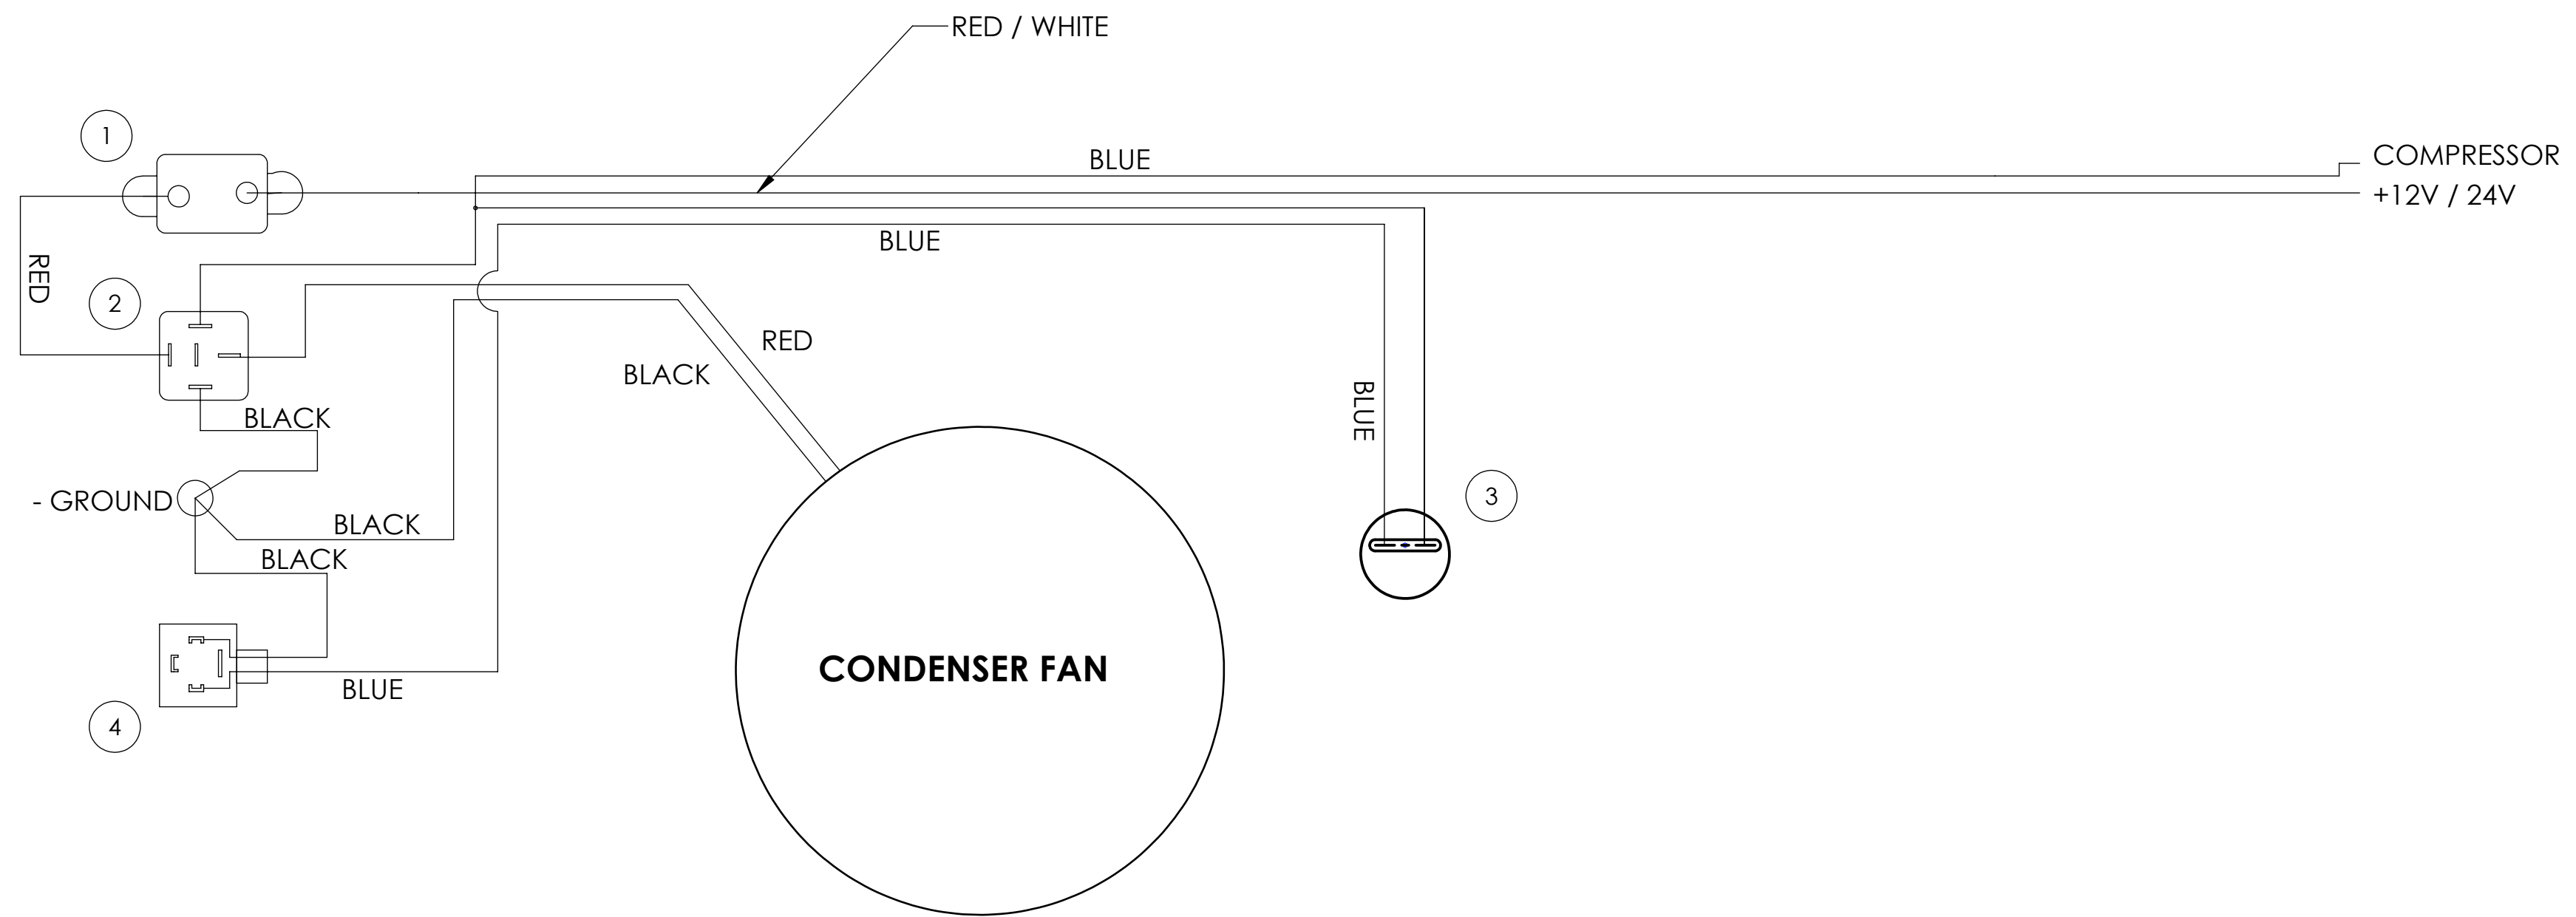 RED / WHITE
1
BLUE
COMPRESSOR
+12V / 24V
BLUE
RED
2
RED
BLACK
BLUE
BLACK
- GROUND
3
BLACK
BLACK
CONDENSER FAN
BLUE
4